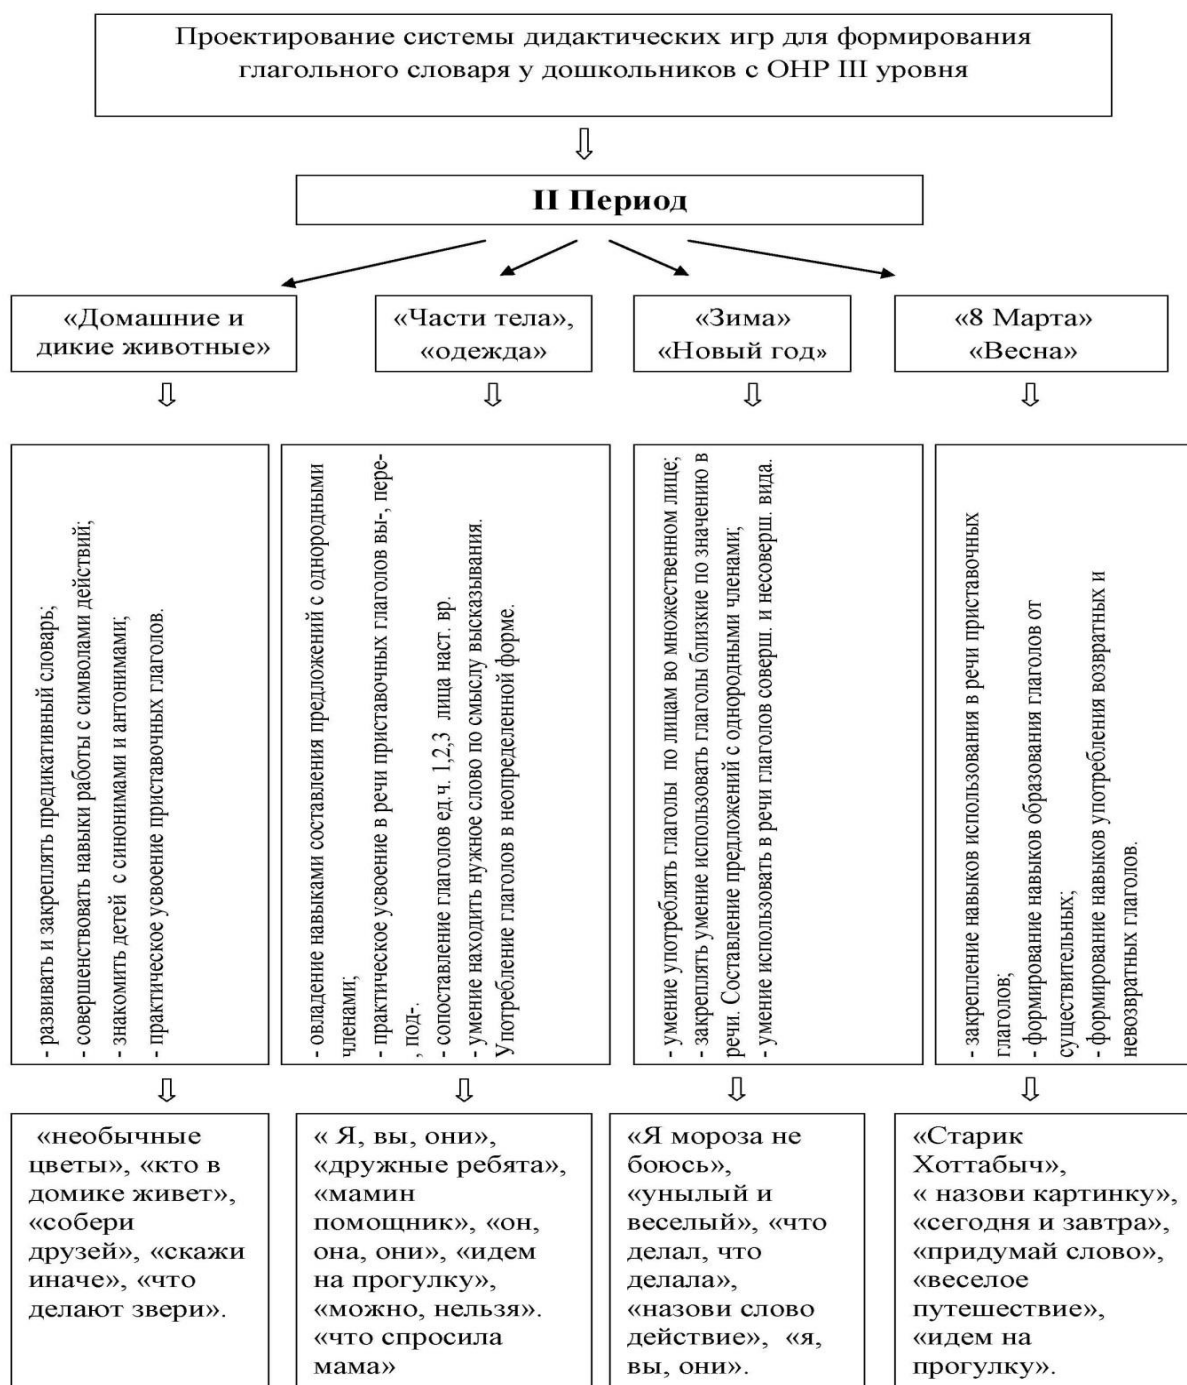 Проектирование системы дидактических игр для формирования
глагольного словаря у дошкольников с ОНР III уровня
II Период
«Домашние и
дикие животные»
«Части тела»,
«одежда»
«Зима»
«Новый год»
«8 Марта»
«Весна»
- развивать и закреплять предикативный словарь;
- совершенствовать навыки работы с символами действий;
- знакомить детей с синонимами и антонимами;
- практическое усвоение приставочных глаголов.
- овладение навыками составления предложений с однородными
членами;
- практическое усвоение в речи приставочных глаголов вы-, пере-
, под-.
- сопоставление глаголов ед.ч. 1,2,3 лица наст. вр.
- умение находить нужное слово по смыслу высказывания.
Употребление глаголов в неопределенной форме.
- умение употреблять глаголы по лицам во множественном лице;
- закреплять умение использовать глаголы близкие по значению в
речи. Составление предложений с однородными членами;
- умение использовать в речи глаголов соверш. и несоверш. вида.
- закрепление навыков использования в речи приставочных
глаголов;
- формирование навыков образования глаголов от
существительных;
- формирование навыков употребления возвратных и
невозвратных глаголов.
«необычные
цветы», «кто в
домике живет»,
«собери
друзей», «скажи
иначе», «что
делают звери».
« Я, вы, они»,
«дружные ребята»,
«мамин
помощник», «он,
она, они», «идем
на прогулку»,
«можно, нельзя».
«что спросила
мама»
«Я мороза не
боюсь»,
«унылый и
веселый», «что
делал, что
делала»,
«назови слово
действие», «я,
вы, они».
«Старик
Хоттабыч»,
« назови картинку»,
«сегодня и завтра»,
«придумай слово»,
«веселое
путешествие»,
«идем на
прогулку».